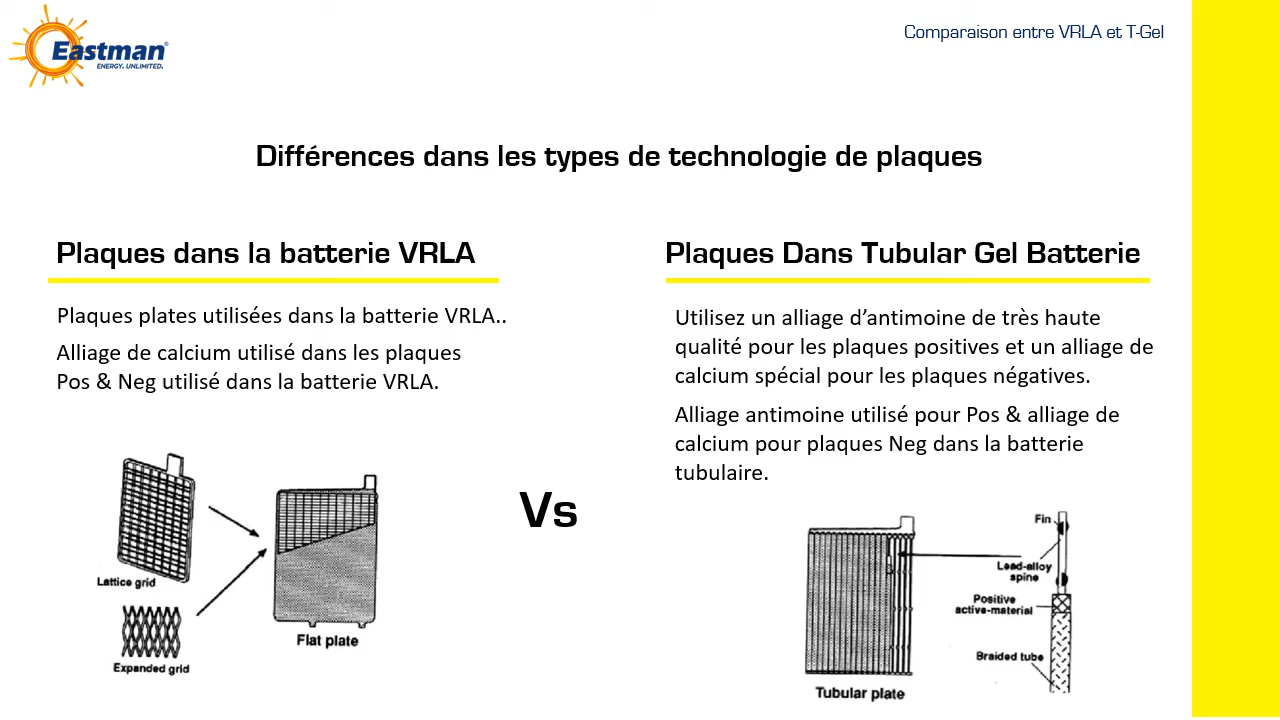 Eastman®
ENERGY. UNLIMITED.
Comparaison entre VRLA et T-Gel
Différences dans les types de technologie de plaques
Plaques dans la batterie VRLA
Plaques plates utilisées dans la batterie VRLA..
Alliage de calcium utilisé dans les plaques
Pos & Neg utilisé dans la batterie VRLA.
Lattice grid
Expanded grid
Flat plate
Vs
Plaques Dans Tubular Gel Batterie
Utilisez un alliage d’antimoine de très haute
qualité pour les plaques positives et un alliage de
calcium spécial pour les plaques négatives.
Alliage antimoine utilisé pour Pos & alliage de
calcium pour plaques Neg dans la batterie
tubulaire.
Fin
Lead-alloy
spine
Positive
active-material
Braided tube
Tubular plate